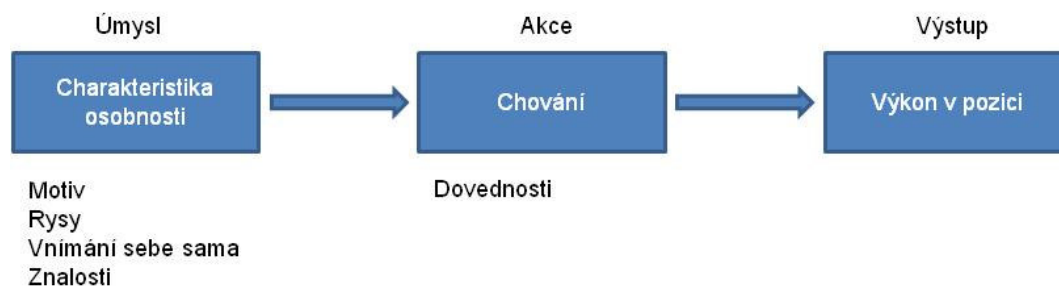 Úmysl
Akce
Výstup
Charakteristika
osobnosti
Chování
Výkon v pozici
Motiv
Rysy
Vnímání sebe sama
Znalosti
Dovednosti